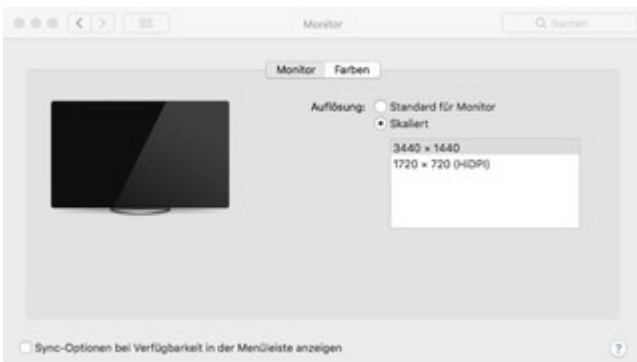 Monitor
Suchen
Monitor Farben
Auflösung: Standard für Monitor
Skaliert
3440 × 1440
1720 × 720 (HiDPI)
Sync-Optionen bei Verfügbarkeit in der Menüleiste anzeigen
?